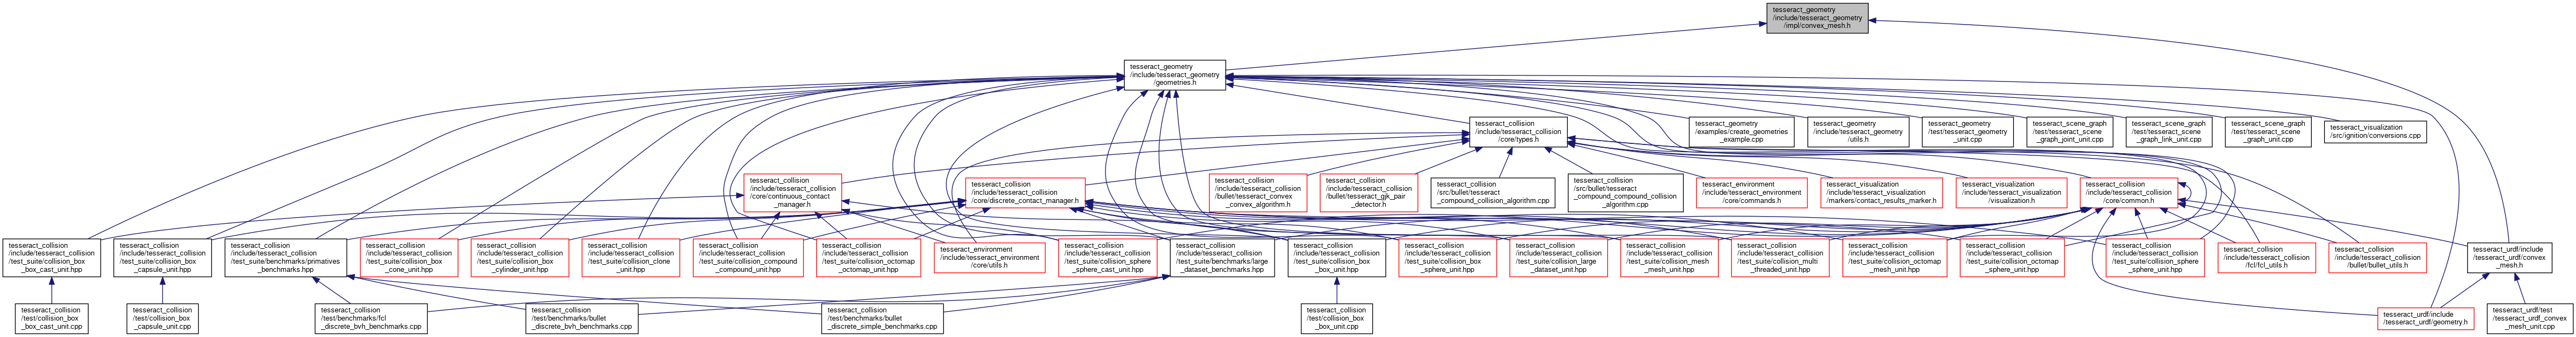 tesseract_geometry
/include/tesseract_geometry
/impl/convex_mesh.h
tesseract_geometry
/include/tesseract_geometry
/geometries.h
tesseract_collision
/include/tesseract_collision
/core/types.h
tesseract_geometry
/examples/create_geometries
_example.cpp
tesseract_geometry
/include/tesseract_geometry
/utils.h
tesseract_geometry
/test/tesseract_geometry
_unit.cpp
tesseract_scene_graph
/test/tesseract_scene
_graph_joint_unit.cpp
tesseract_scene_graph
/test/tesseract_scene
_graph_link_unit.cpp
tesseract_scene_graph
/test/tesseract_scene
_graph_unit.cpp
tesseract_visualization
/src/ignition/conversions.cpp
tesseract_collision
/include/tesseract_collision
/core/continuous_contact
_manager.h
tesseract_collision
/include/tesseract_collision
/core/discrete_contact_manager.h
tesseract_collision
/include/tesseract_collision
/bullet/tesseract_convex
_convex_algorithm.h
tesseract_collision
/include/tesseract_collision
/bullet/tesseract_gjk_pair
_detector.h
tesseract_collision
/src/bullet/tesseract
_compound_collision_algorithm.cpp
tesseract_collision
/src/bullet/tesseract
_compound_compound_collision
_algorithm.cpp
tesseract_environment
/include/tesseract_environment
/core/commands.h
tesseract_visualization
/include/tesseract_visualization
/markers/contact_results_marker.h
tesseract_visualization
/include/tesseract_visualization
/visualization.h
tesseract_collision
/include/tesseract_collision
/core/common.h
tesseract_collision
/include/tesseract_collision
/test_suite/collision_box
_box_cast_unit.hpp
tesseract_collision
/include/tesseract_collision
/test_suite/collision_box
_capsule_unit.hpp
tesseract_collision
/include/tesseract_collision
/test_suite/benchmarks/primatives
_benchmarks.hpp
tesseract_collision
/include/tesseract_collision
/test_suite/collision_box
_cone_unit.hpp
tesseract_collision
/include/tesseract_collision
/test_suite/collision_box
_cylinder_unit.hpp
tesseract_collision
/include/tesseract_collision
/test_suite/collision_clone
_unit.hpp
tesseract_collision
/include/tesseract_collision
/test_suite/collision_compound
_compound_unit.hpp
tesseract_collision
/include/tesseract_collision
/test_suite/collision_octomap
_octomap_unit.hpp
tesseract_environment
/include/tesseract_environment
/core/utils.h
tesseract_collision
/include/tesseract_collision
/test_suite/collision_sphere
_sphere_cast_unit.hpp
tesseract_collision
/include/tesseract_collision
/test_suite/benchmarks/large
_dataset_benchmarks.hpp
tesseract_collision
/include/tesseract_collision
/test_suite/collision_box
_box_unit.hpp
tesseract_collision
/include/tesseract_collision
/test_suite/collision_box
_sphere_unit.hpp
tesseract_collision
/include/tesseract_collision
/test_suite/collision_large
_dataset_unit.hpp
tesseract_collision
/include/tesseract_collision
/test_suite/collision_mesh
_mesh_unit.hpp
tesseract_collision
/include/tesseract_collision
/test_suite/collision_multi
_threaded_unit.hpp
tesseract_collision
/include/tesseract_collision
/test_suite/collision_octomap
_mesh_unit.hpp
tesseract_collision
/include/tesseract_collision
/test_suite/collision_octomap
_sphere_unit.hpp
tesseract_collision
/include/tesseract_collision
/test_suite/collision_sphere
_sphere_unit.hpp
tesseract_collision
/include/tesseract_collision
/fcl/fcl_utils.h
tesseract_collision
/include/tesseract_collision
/bullet/bullet_utils.h
tesseract_urdf/include
/tesseract_urdf/convex
_mesh.h
tesseract_collision
/test/collision_box
_box_cast_unit.cpp
tesseract_collision
/test/collision_box
_capsule_unit.cpp
tesseract_collision
/test/benchmarks/fcl
_discrete_bvh_benchmarks.cpp
tesseract_collision
/test/benchmarks/bullet
_discrete_bvh_benchmarks.cpp
tesseract_collision
/test/benchmarks/bullet
_discrete_simple_benchmarks.cpp
tesseract_collision
/test/collision_box
_box_unit.cpp
tesseract_urdf/include
/tesseract_urdf/geometry.h
tesseract_urdf/test
/tesseract_urdf_convex
_mesh_unit.cpp